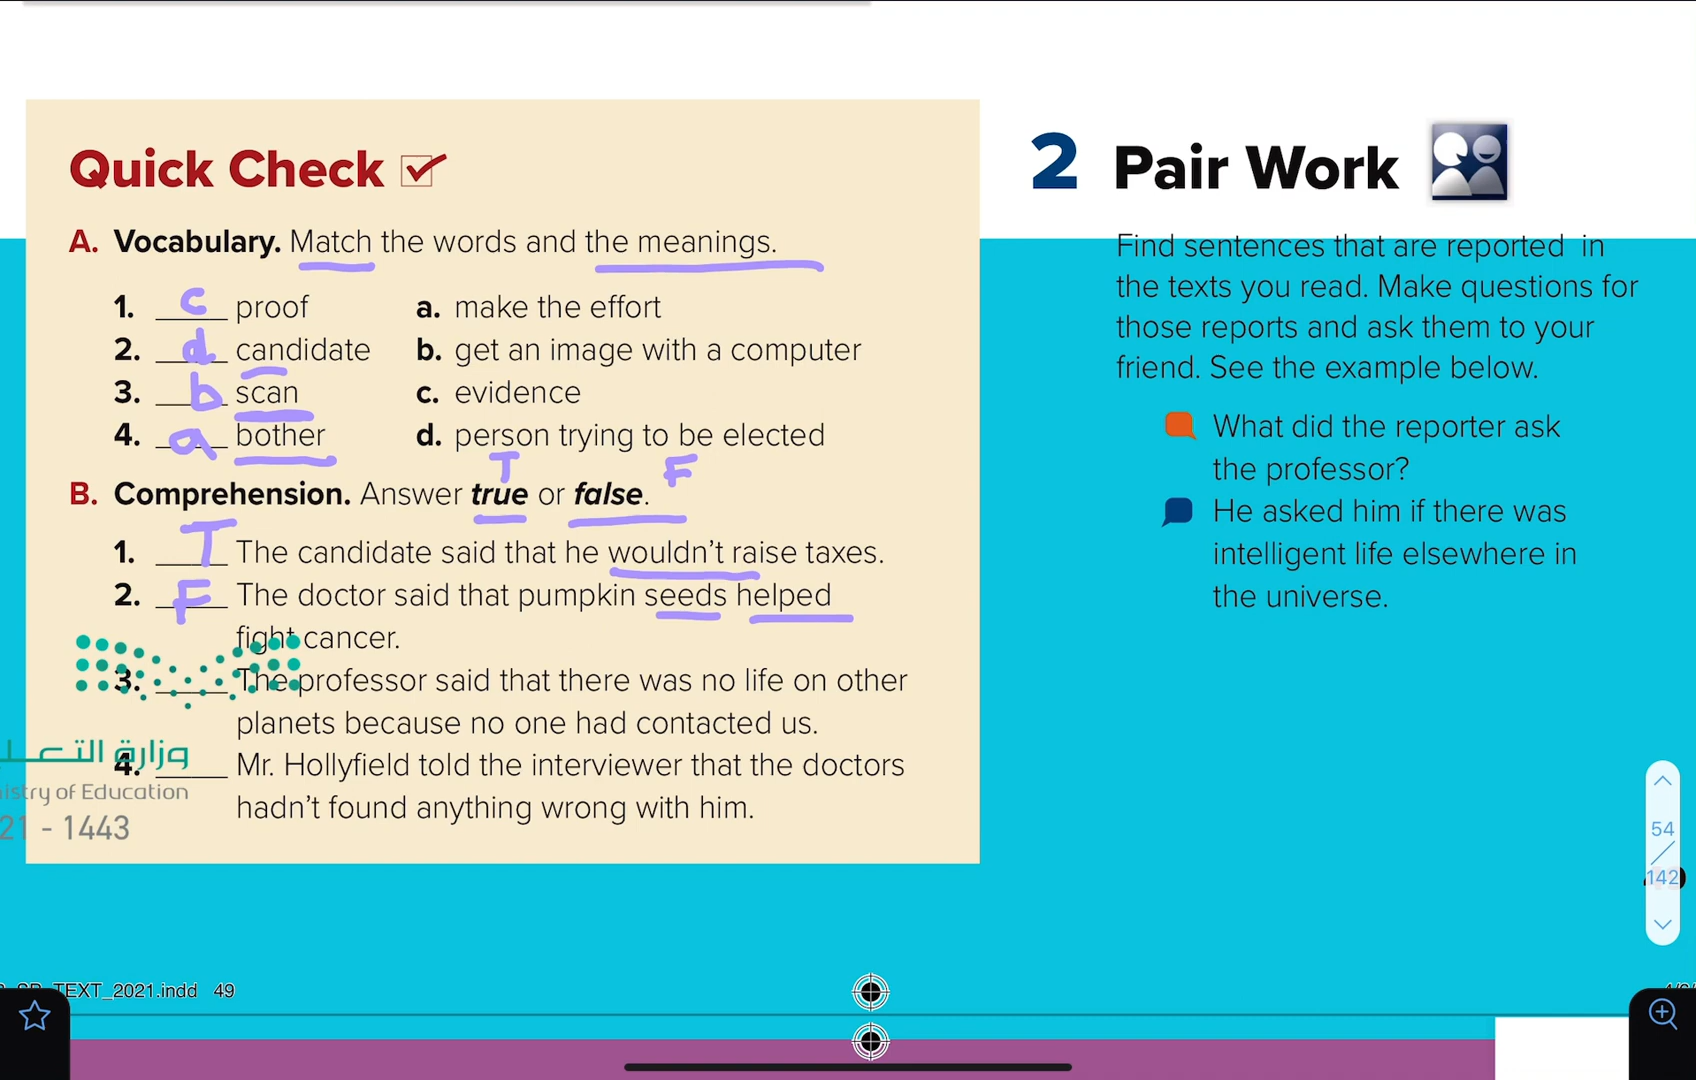 Quick Check
A. Vocabulary. Match the words and the meanings.
1. c proof a. make the effort
2. d candidate b. get an image with a computer
3. b scan c. evidence
4. a bother d. person trying to be elected
T F
B. Comprehension. Answer true or false.
1. T The candidate said that he wouldn't raise taxes.
2. F The doctor said that pumpkin seeds helped
fight cancer.
3. ____ The professor said that there was no life on other
planets because no one had contacted us.
4. ____ Mr. Hollyfield told the interviewer that the doctors
hadn't found anything wrong with him.
وزارة التعلي
istry of Education
21 - 1443
2 Pair Work
Find sentences that are reported in
the texts you read. Make questions for
those reports and ask them to your
friend. See the example below.
What did the reporter ask
the professor?
He asked him if there was
intelligent life elsewhere in
the universe.
54
142
TEXT_2021.indd 49